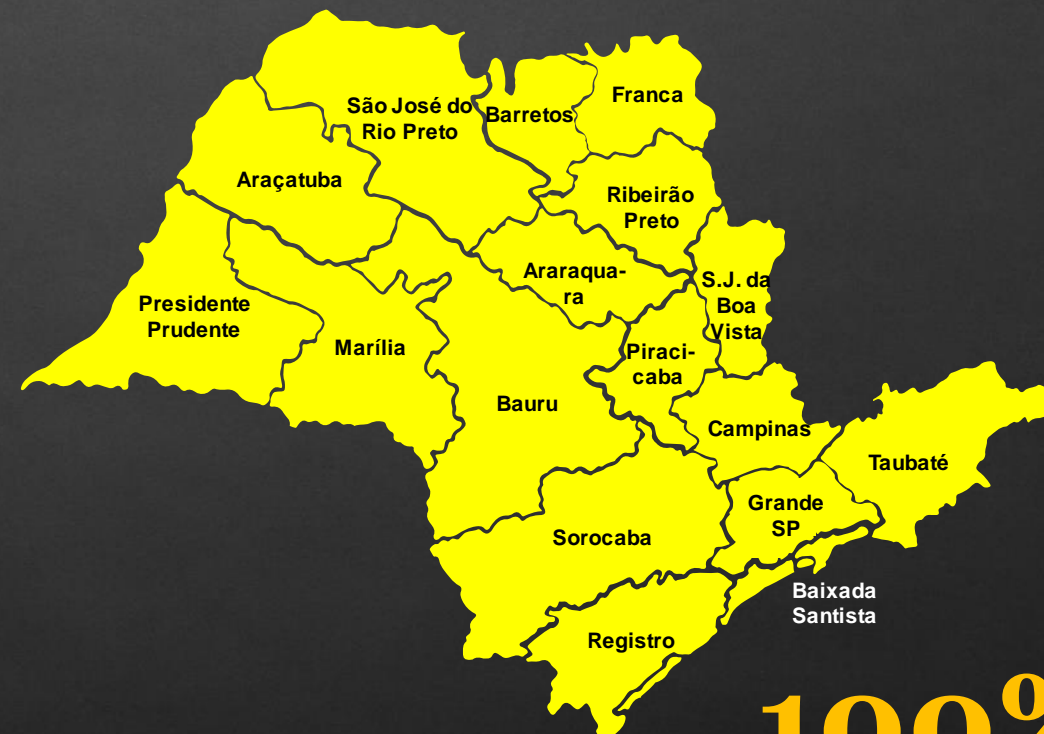 Franca
São José do
Rio Preto
Barretos
Araçatuba
Ribeirão
Preto
Araraqua-
ra
S.J. da
Boa
Vista
Presidente
Prudente
Marília
Piraci-
caba
Bauru
Campinas
Taubaté
Grande
SP
Sorocaba
Baixada
Santista
Registro
100%